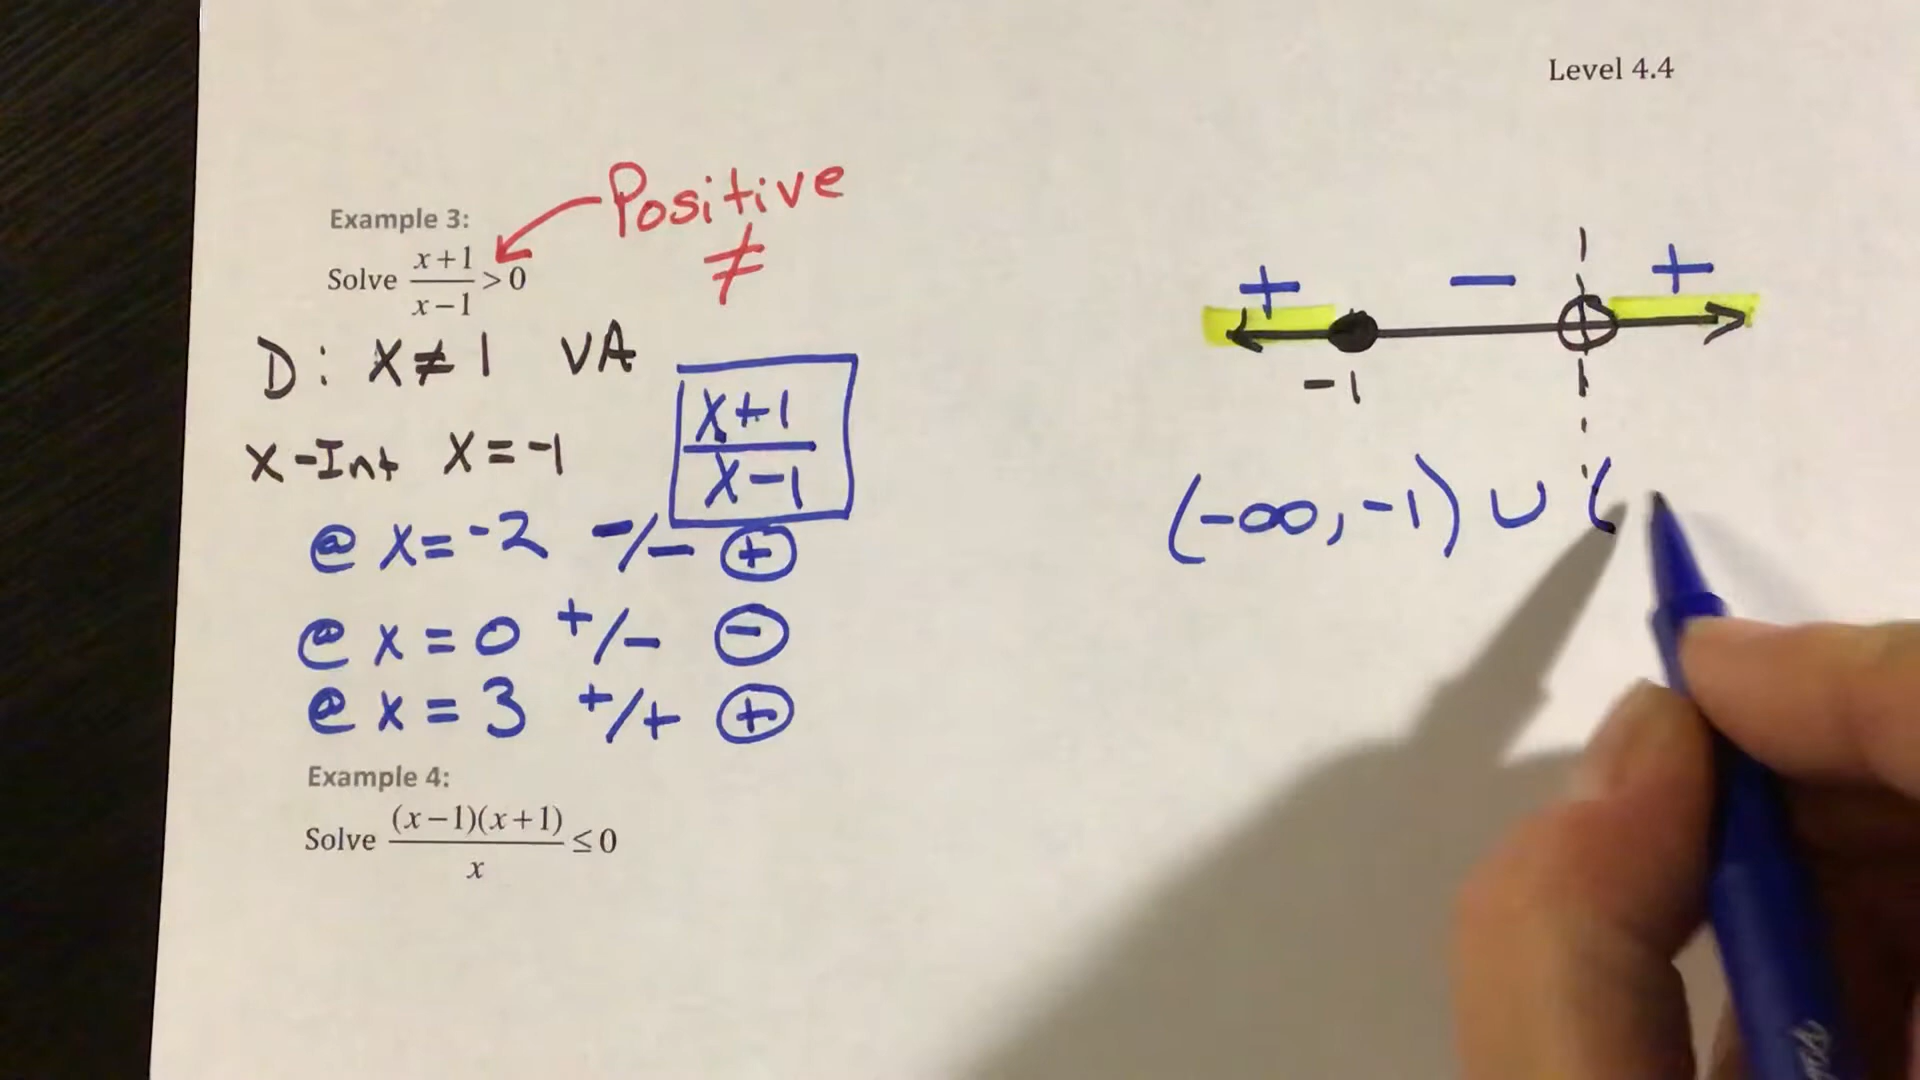 Level 4.4
Positive
≠
Example 3:
Solve (x+1)/(x−1) > 0
D: X ≠ 1 VA
X-Int X = -1
X+1
X-1
@ X = -2 -/- +
@ X = 0 +/- -
@ X = 3 +/+ +
+ - +
-1
(-∞, -1) ∪ (
Example 4:
Solve (x−1)(x+1)/x ≤ 0